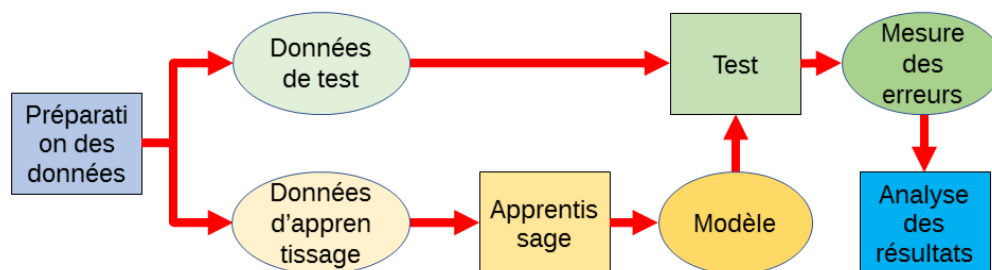 Préparati
on des
données
Données
de test
Test
Mesure
des
erreurs
Données
d'appren
tissage
Apprentis
sage
Modèle
Analyse
des
résultats